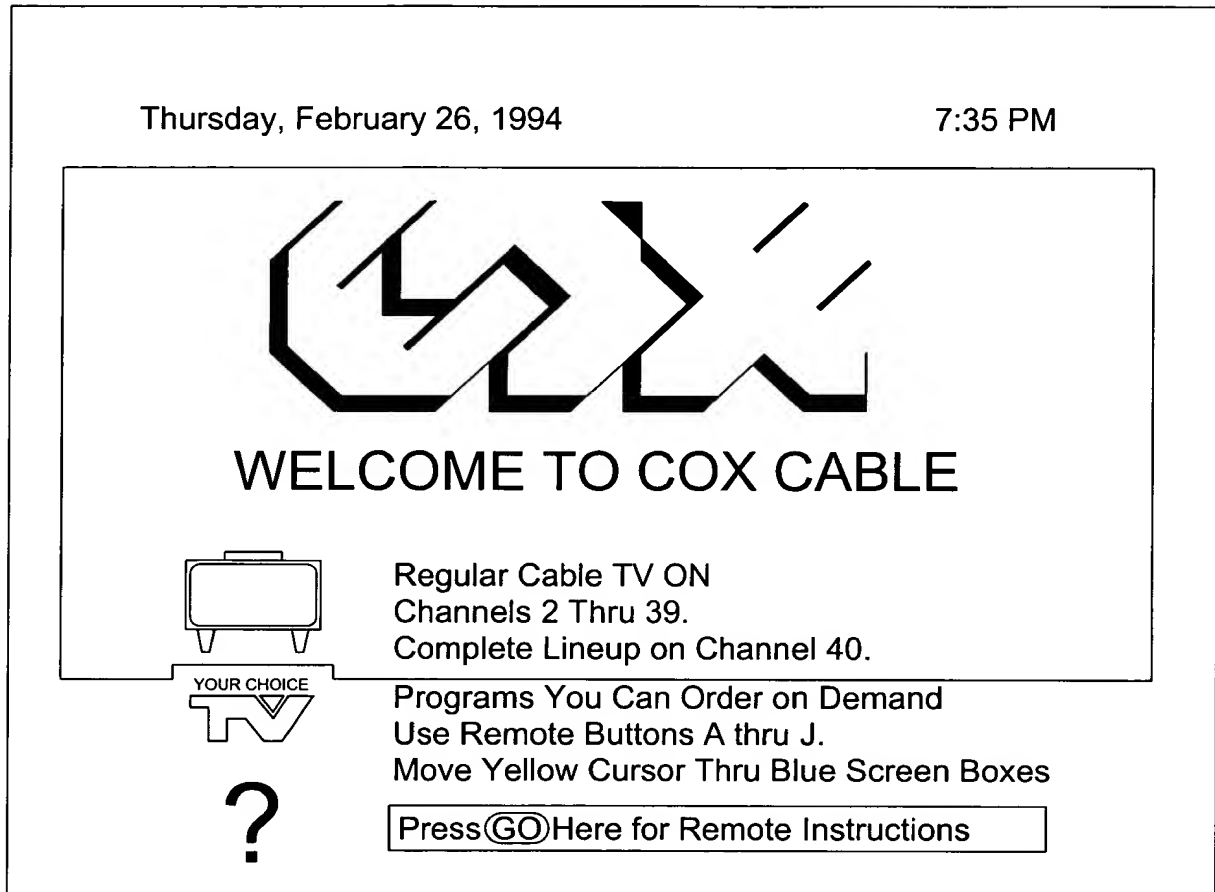 Thursday, February 26, 1994 7:35 PM
COX
WELCOME TO COX CABLE
Regular Cable TV ON
Channels 2 Thru 39.
Complete Lineup on Channel 40.
YOUR CHOICE
TV
Programs You Can Order on Demand
Use Remote Buttons A thru J.
Move Yellow Cursor Thru Blue Screen Boxes
?
Press GO Here for Remote Instructions